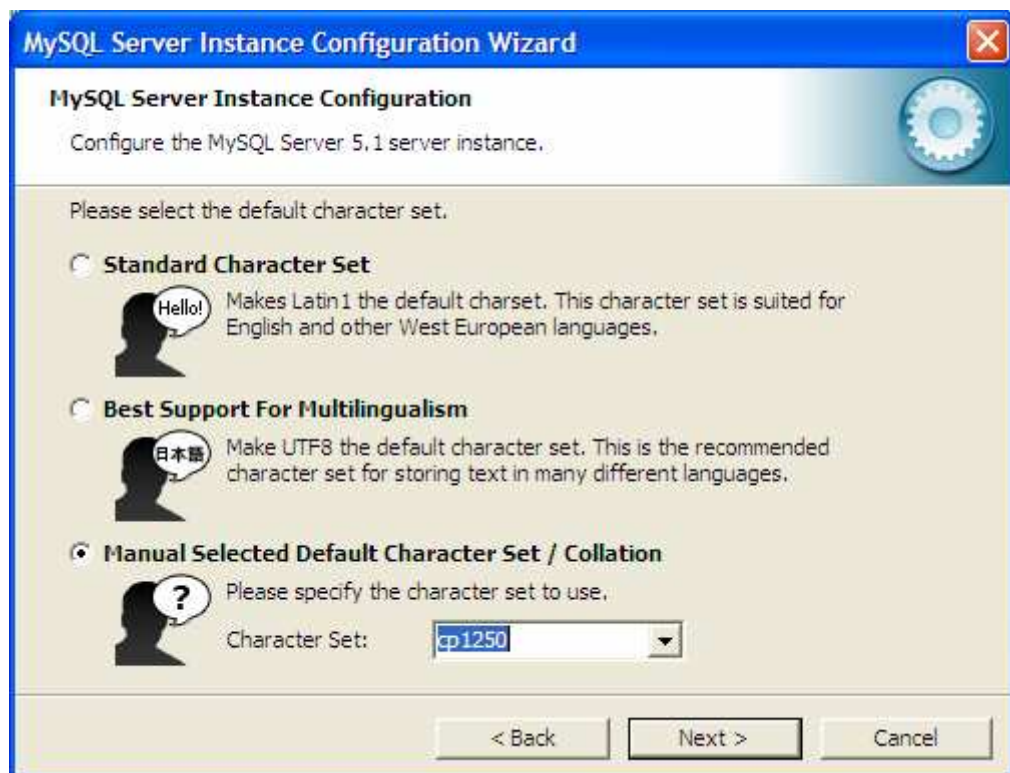 MySQL Server Instance Configuration Wizard
MySQL Server Instance Configuration
Configure the MySQL Server 5.1 server instance.
Please select the default character set.
Standard Character Set
Hello!
Makes Latin1 the default charset. This character set is suited for
English and other West European languages.
Best Support For Multilingualism
日本語
Make UTF8 the default character set. This is the recommended
character set for storing text in many different languages.
Manual Selected Default Character Set / Collation
?
Please specify the character set to use.
Character Set: cp1250
< Back Next > Cancel